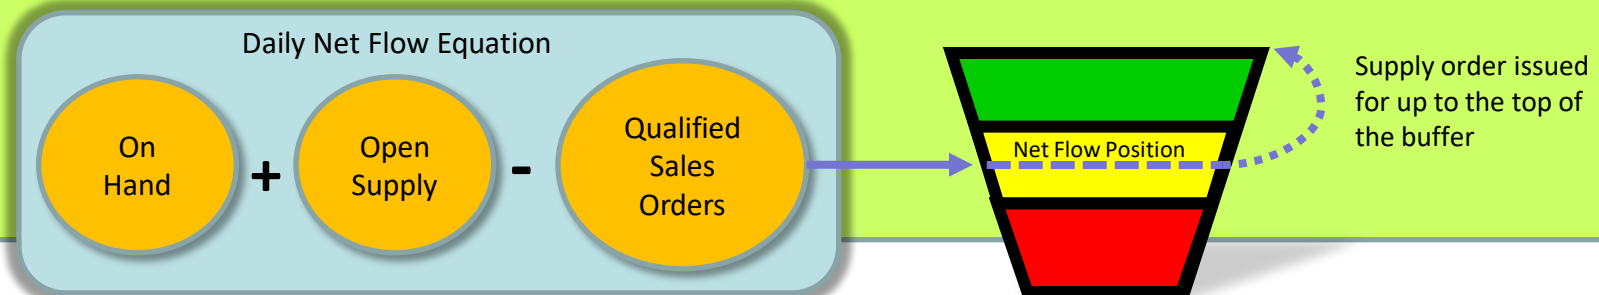 Daily Net Flow Equation
On
Hand
+
Open
Supply
-
Qualified
Sales
Orders
Net Flow Position
Supply order issued
for up to the top of
the buffer